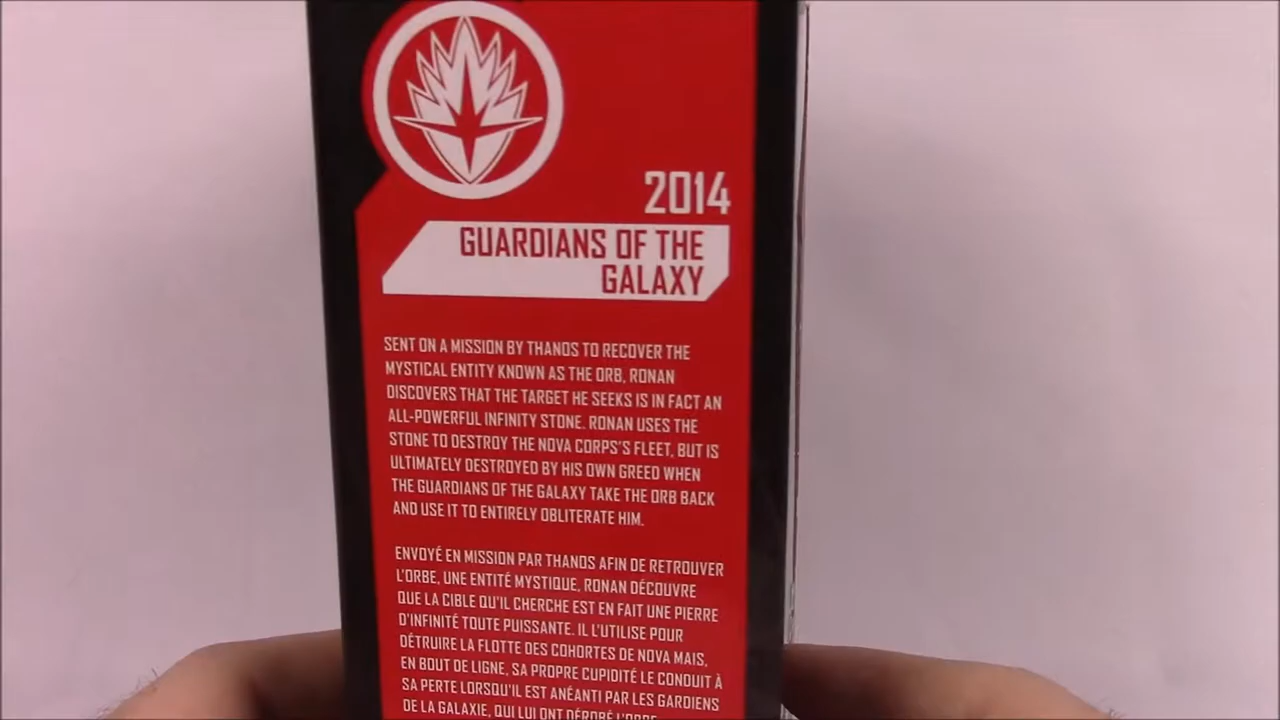 2014
GUARDIANS OF THE
GALAXY
SENT ON A MISSION BY THANOS TO RECOVER THE
MYSTICAL ENTITY KNOWN AS THE ORB, RONAN
DISCOVERS THAT THE TARGET HE SEEKS IS IN FACT AN
ALL-POWERFUL INFINITY STONE. RONAN USES THE
STONE TO DESTROY THE NOVA CORPS'S FLEET, BUT IS
ULTIMATELY DESTROYED BY HIS OWN GREED WHEN
THE GUARDIANS OF THE GALAXY TAKE THE ORB BACK
AND USE IT TO ENTIRELY OBLITERATE HIM.
ENVOYÉ EN MISSION PAR THANOS AFIN DE RETROUVER
L'ORBE, UNE ENTITÉ MYSTIQUE, RONAN DÉCOUVRE
QUE LA CIBLE QU'IL CHERCHE EST EN FAIT UNE PIERRE
D'INFINITÉ TOUTE PUISSANTE. IL L'UTILISE POUR
DÉTRUIRE LA FLOTTE DES COHORTES DE NOVA MAIS,
EN BOUT DE LIGNE, SA PROPRE CUPIDITÉ LE CONDUIT À
SA PERTE LORSQU'IL EST ANÉANTI PAR LES GARDIENS
DE LA GALAXIE, QUI LUI ONT DÉROBÉ L'ORBE